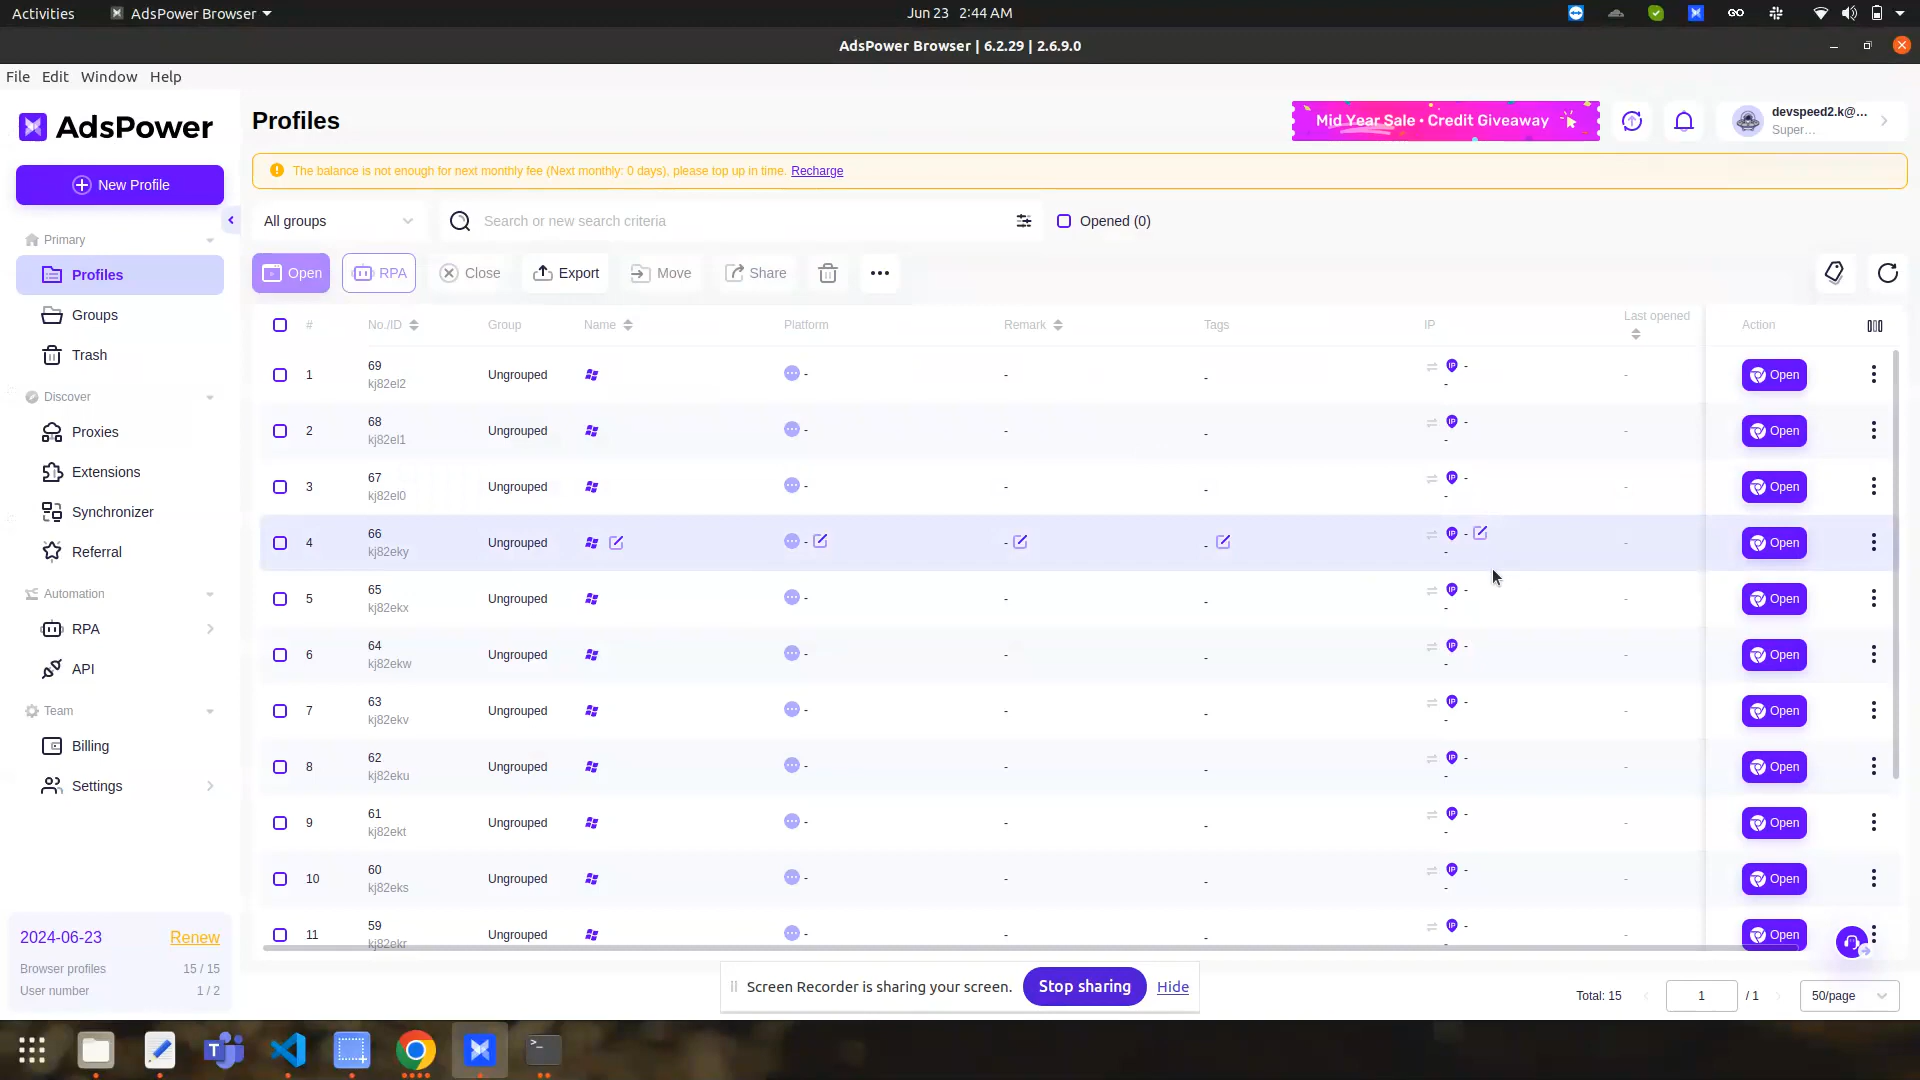 Activities
AdsPower Browser
Jun 23 2:44 AM
AdsPower Browser | 6.2.29 | 2.6.9.0
File Edit Window Help
AdsPower
Profiles
Mid Year Sale • Credit Giveaway
devspeed2.k@...
Super...
New Profile
The balance is not enough for next monthly fee (Next monthly: 0 days), please top up in time. Recharge
All groups
Search or new search criteria
Opened (0)
Primary
Profiles
Groups
Trash
Discover
Proxies
Extensions
Synchronizer
Referral
Automation
RPA
API
Team
Billing
Settings
2024-06-23 Renew
Browser profiles 15 / 15
User number 1 / 2
Open RPA Close Export Move Share
# No./ID Group Name Platform Remark Tags IP Last opened Action
1 69 Ungrouped - - - - - Open
kj82el2 -
2 68 Ungrouped - - - - - Open
kj82el1 -
3 67 Ungrouped - - - - - Open
kj82el0 -
4 66 Ungrouped - - - - - Open
kj82eky -
5 65 Ungrouped - - - - - Open
kj82ekx -
6 64 Ungrouped - - - - - Open
kj82ekw -
7 63 Ungrouped - - - - - Open
kj82ekv -
8 62 Ungrouped - - - - - Open
kj82eku -
9 61 Ungrouped - - - - - Open
kj82ekt -
10 60 Ungrouped - - - - - Open
kj82eks -
11 59 Ungrouped - - - - - Open
kj82ekr
Screen Recorder is sharing your screen. Stop sharing Hide
Total: 15 1 / 1 50/page